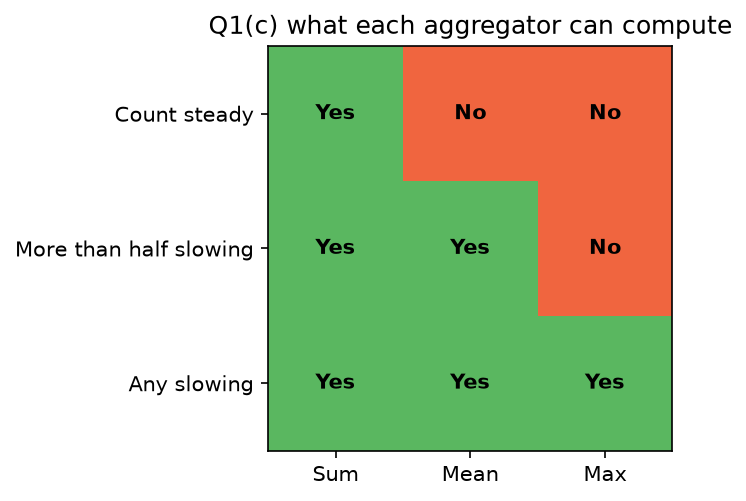 Q1(c) what each aggregator can compute
Count steady Yes No No
More than half slowing Yes Yes No
Any slowing Yes Yes Yes
Sum Mean Max